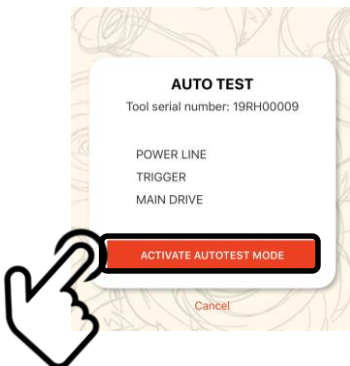 AUTO TEST
Tool serial number: 19RH00009
POWER LINE
TRIGGER
MAIN DRIVE
ACTIVATE AUTOTEST MODE
Cancel